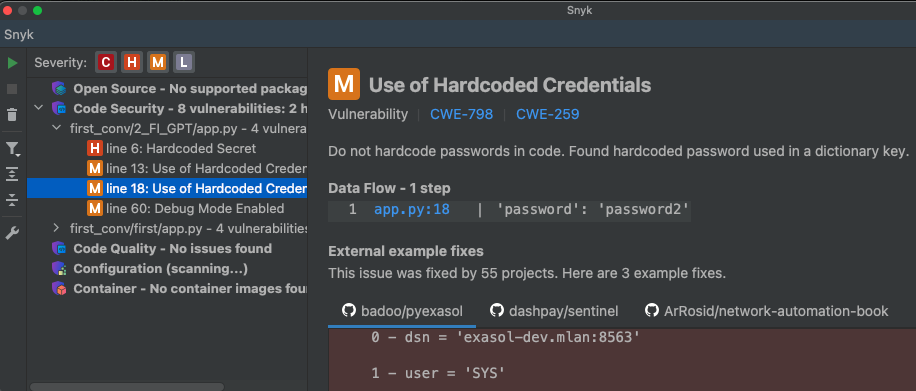 Snyk
Snyk
Severity: C H M L
Open Source - No supported packag
Code Security - 8 vulnerabilities: 2 h
first_conv/2_FI_GPT/app.py - 4 vulnera
H line 6: Hardcoded Secret
M line 13: Use of Hardcoded Creder
M line 18: Use of Hardcoded Creder
M line 60: Debug Mode Enabled
first_conv/first/app.py - 4 vulnerabilities
Code Quality - No issues found
Configuration (scanning...)
Container - No container images four
M Use of Hardcoded Credentials
Vulnerability | CWE-798 | CWE-259
Do not hardcode passwords in code. Found hardcoded password used in a dictionary key.
Data Flow - 1 step
1 app.py:18 | 'password': 'password2'
External example fixes
This issue was fixed by 55 projects. Here are 3 example fixes.
badoo/pyexasol dashpay/sentinel ArRosid/network-automation-book
0 - dsn = 'exasol-dev.mlan:8563'
1 - user = 'SYS'